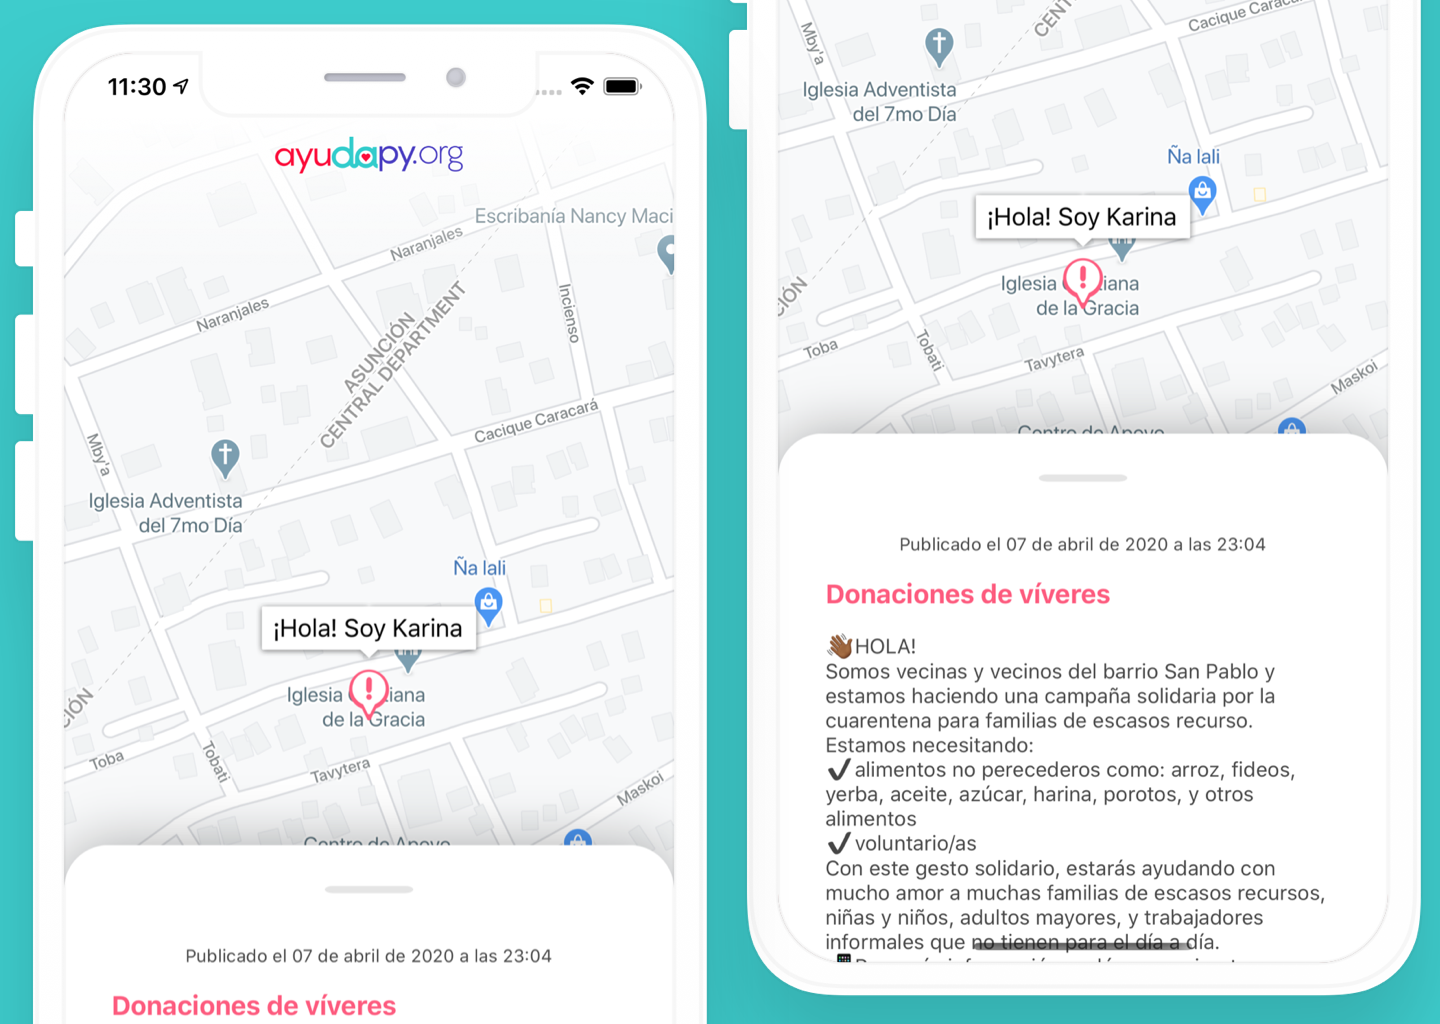 11:30
ayudapy.org
Escribanía Nancy Maci
Naranjales
Naranjales
Incienso
ASUNCIÓN
CENTRAL DEPARTMENT
Cacique Caracará
Mby'a
Iglesia Adventista
del 7mo Día
Ña lali
¡Hola! Soy Karina
Iglesia
iana
de la Gracia
CIÓN
Toba
Tobati
Tavytera
Maskoi
Centro de Apoyo
Publicado el 07 de abril de 2020 a las 23:04
Donaciones de víveres
Mby'a
CENT
Cacique Caraca
Iglesia Adventista
del 7mo Día
Ña lali
¡Hola! Soy Karina
Iglesia
iana
de la Gracia
CIÓN
Toba
Tobati
Tavytera
Maskoi
Centro de Apoyo
Publicado el 07 de abril de 2020 a las 23:04
Donaciones de víveres
👋🏾HOLA!
Somos vecinas y vecinos del barrio San Pablo y
estamos haciendo una campaña solidaria por la
cuarentena para familias de escasos recurso.
Estamos necesitando:
✔️alimentos no perecederos como: arroz, fideos,
yerba, aceite, azúcar, harina, porotos, y otros
alimentos
✔️voluntario/as
Con este gesto solidario, estarás ayudando con
mucho amor a muchas familias de escasos recursos,
niñas y niños, adultos mayores, y trabajadores
informales que no tienen para el día a día.